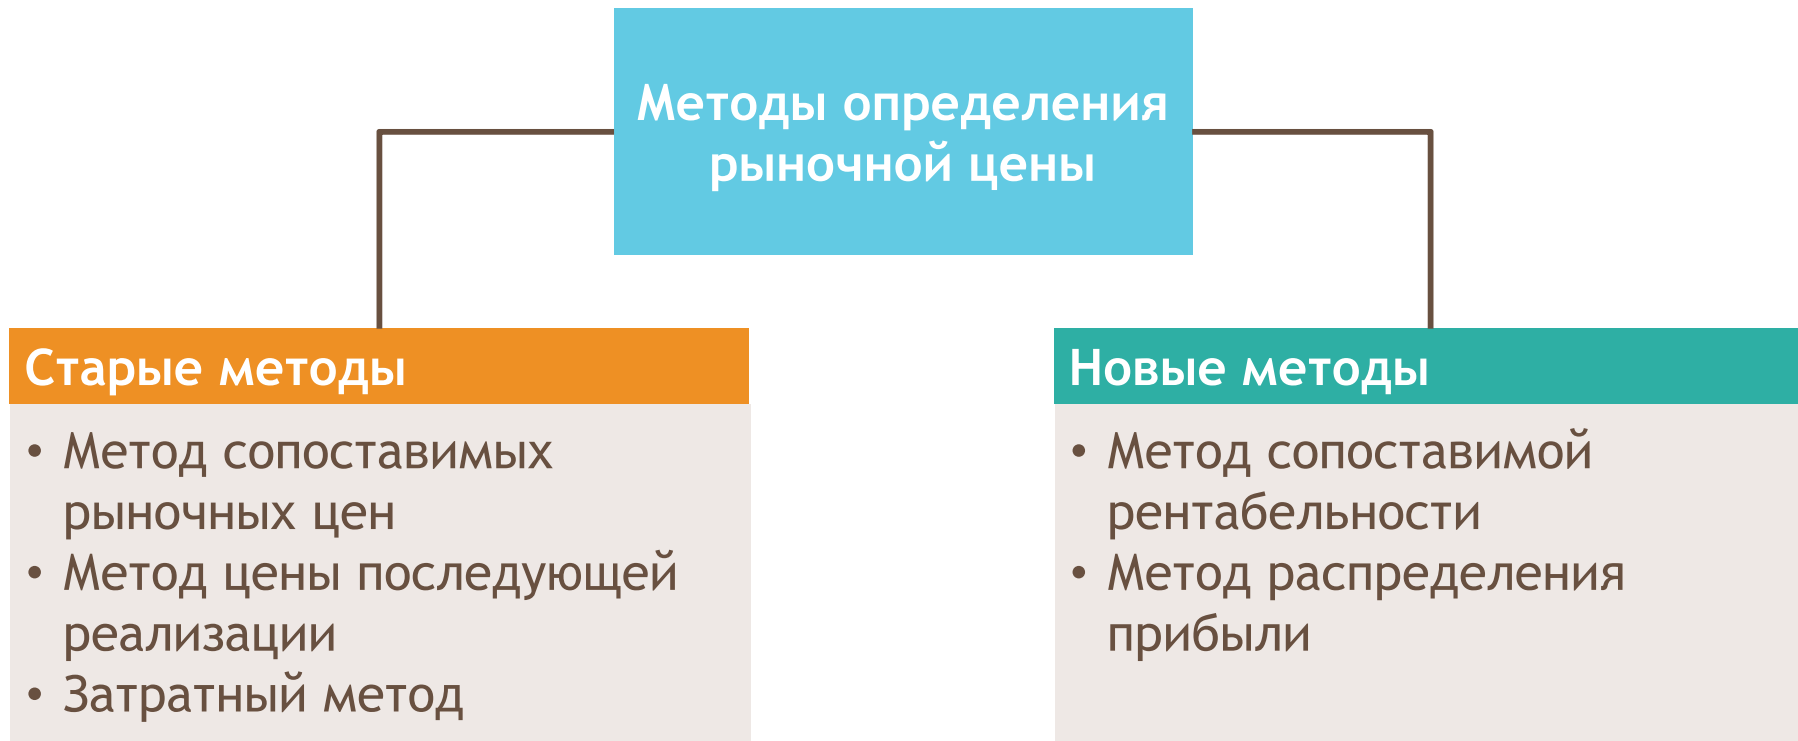 Методы определения
рыночной цены
Старые методы
• Метод сопоставимых
рыночных цен
• Метод цены последующей
реализации
• Затратный метод
Новые методы
• Метод сопоставимой
рентабельности
• Метод распределения
прибыли